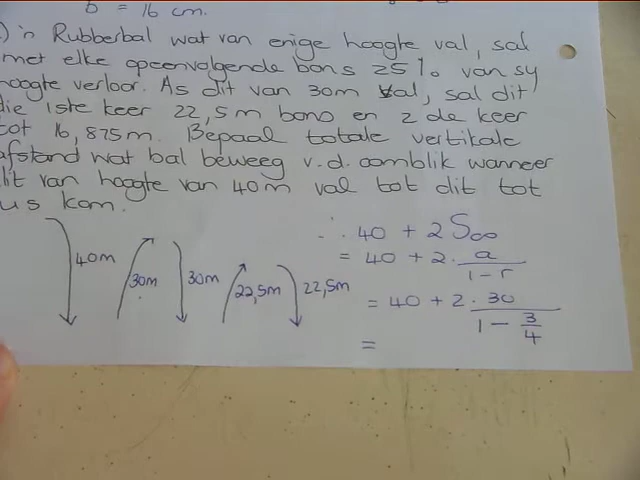 b = 16 cm.
) 'n Rubberbal wat van enige hoogte val, sal
met elke opeenvolgende bons 25% van sy
hoogte verloor. As dit van 30m val, sal dit
die 1ste keer 22,5m bons en 2de keer
tot 16,875m. Bepaal totale vertikale
afstand wat bal beweeg v.d. oomblik wanneer
dit van hoogte van 40m val tot dit tot
rus kom.
40m 30m 30m 22,5m 22,5m
∴ 40 + 2S∞
= 40 + 2 . a / 1 - r
= 40 + 2 . 30 / 1 - 3/4
=